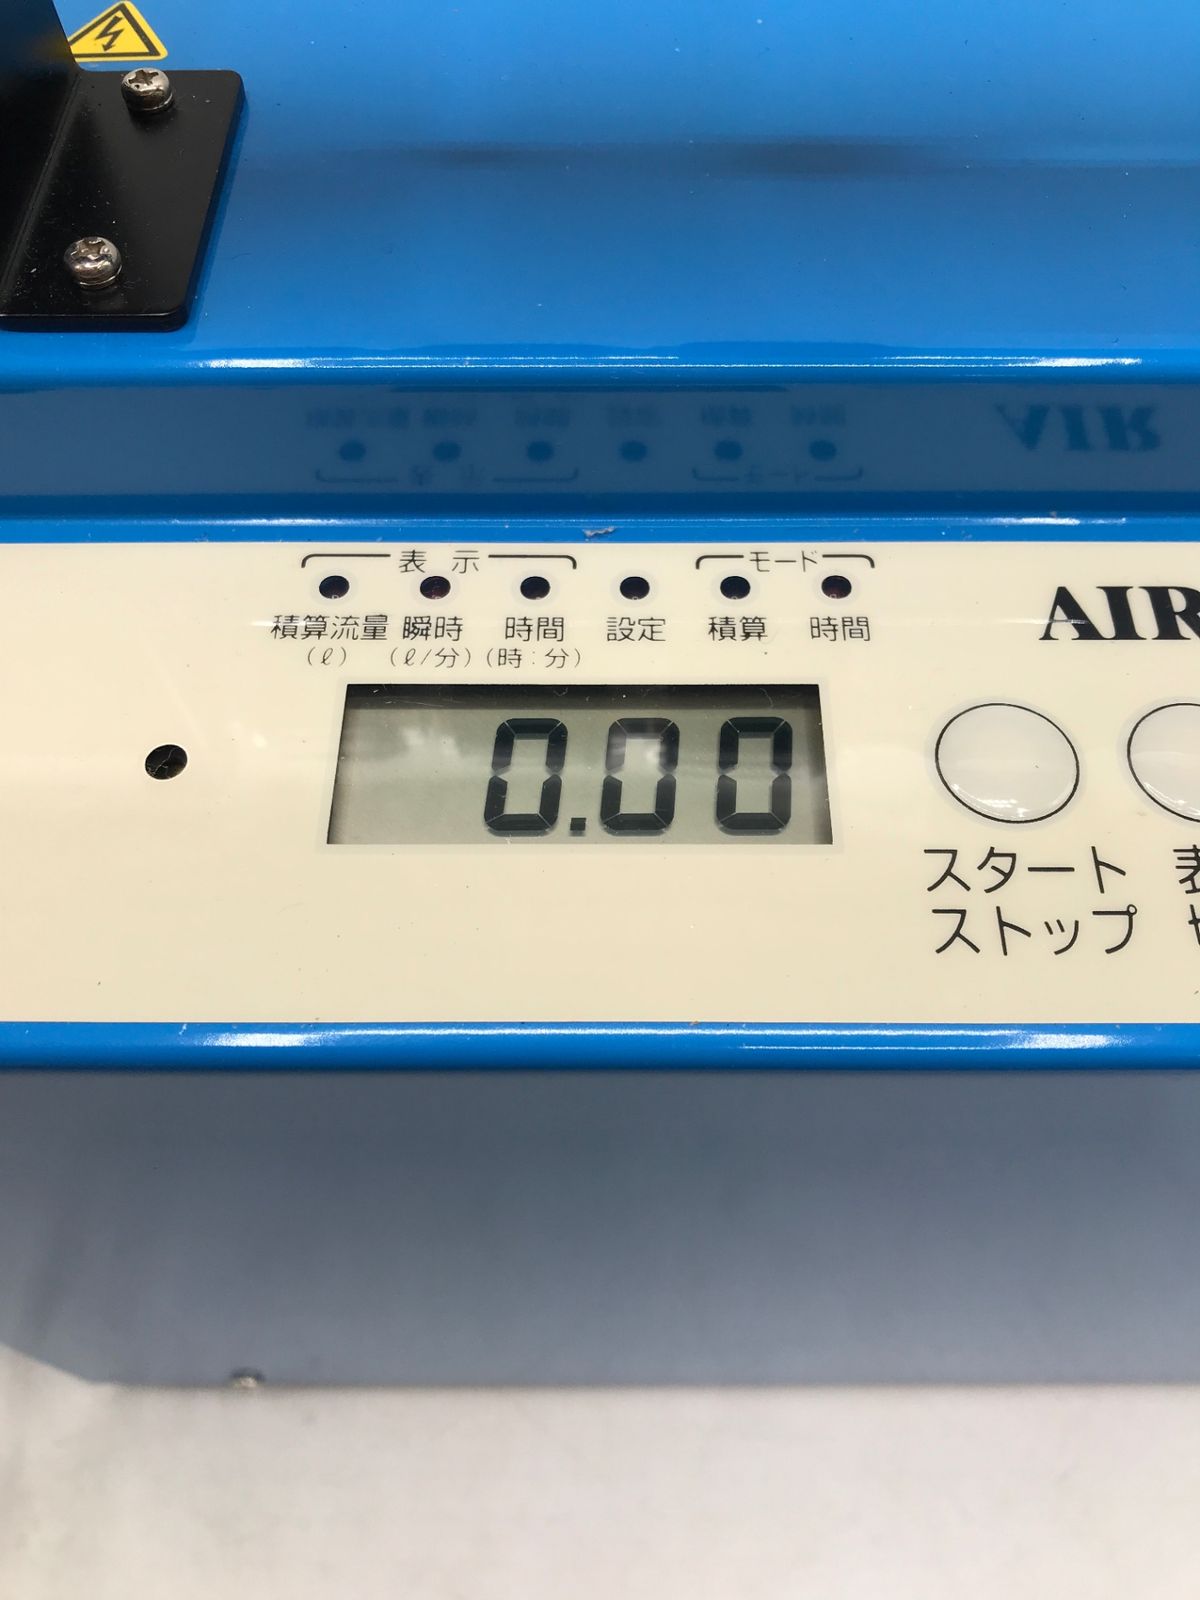 表示 モード
積算流量 瞬時 時間 設定 積算 時間
(ℓ) (ℓ/分) (時:分)
AIR
0.00
スタート
ストップ
表